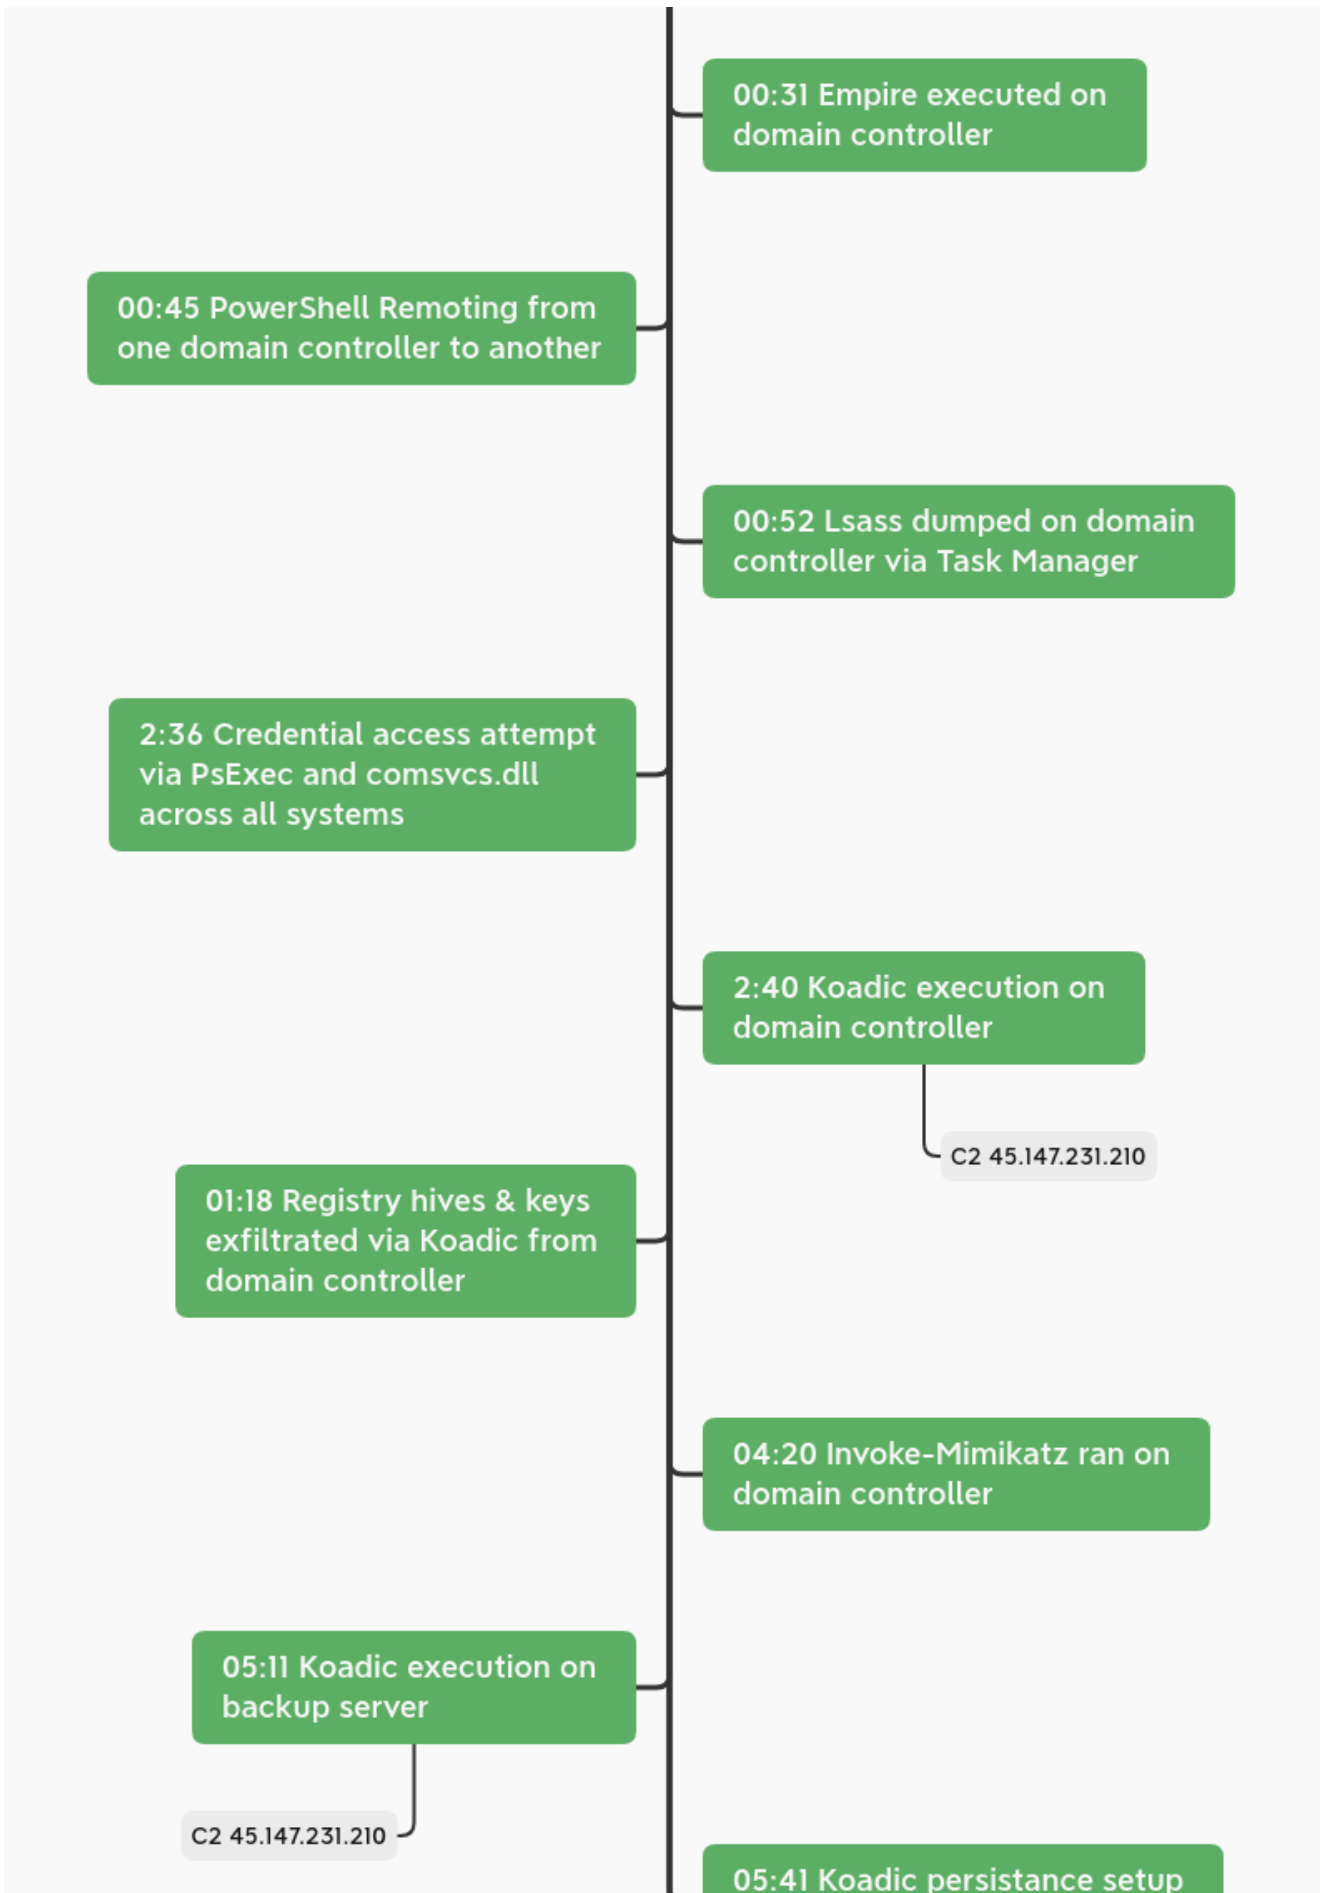 00:31 Empire executed on
domain controller
00:45 PowerShell Remoting from
one domain controller to another
00:52 Lsass dumped on domain
controller via Task Manager
2:36 Credential access attempt
via PsExec and comsvcs.dll
across all systems
2:40 Koadic execution on
domain controller
C2 45.147.231.210
01:18 Registry hives & keys
exfiltrated via Koadic from
domain controller
04:20 Invoke-Mimikatz ran on
domain controller
05:11 Koadic execution on
backup server
C2 45.147.231.210
05:41 Koadic persistance setup